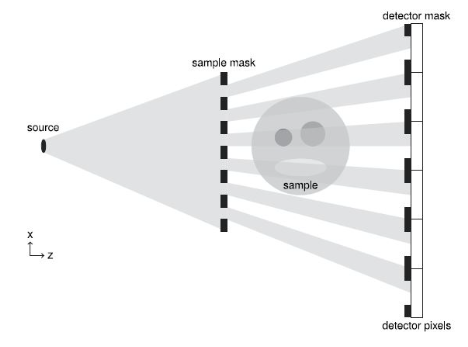 detector mask
sample mask
source
sample
x
z
detector pixels